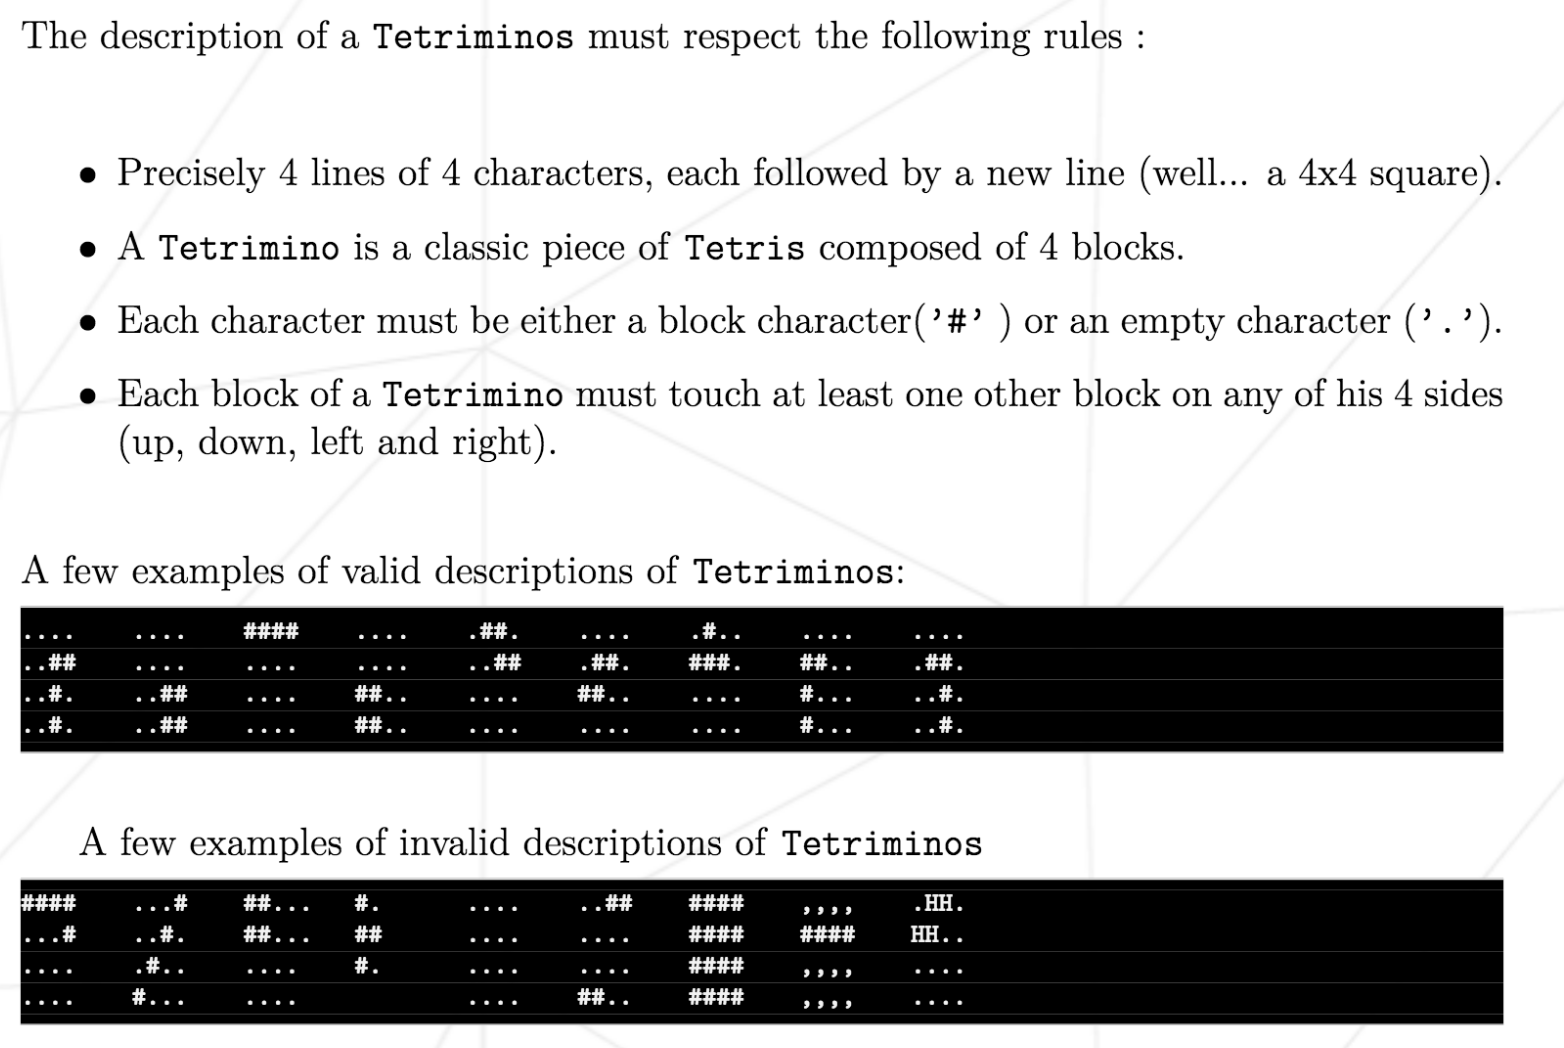 The description of a Tetriminos must respect the following rules :
• Precisely 4 lines of 4 characters, each followed by a new line (well... a 4x4 square).
• A Tetrimino is a classic piece of Tetris composed of 4 blocks.
• Each character must be either a block character('#' ) or an empty character ('.').
• Each block of a Tetrimino must touch at least one other block on any of his 4 sides
(up, down, left and right).
A few examples of valid descriptions of Tetriminos:
....    ....    ####    ....    .##.    ....    .#..    ....    ....
..##    ....    ....    ....    ..##    .##.    ###.    ##..    .##.
..#.    ..##    ....    ##..    ....    ##..    ....    #...    ..#.
..#.    ..##    ....    ##..    ....    ....    ....    #...    ..#.
A few examples of invalid descriptions of Tetriminos
####    ...#    ##...   #.      ....    ..##    ####    ,,,,    .HH.
...#    ..#.    ##...   ##      ....    ....    ####    ####    HH..
....    .#..    ....    #.      ....    ....    ####    ,,,,    ....
....    #...    ....            ....    ##..    ####    ,,,,    ....